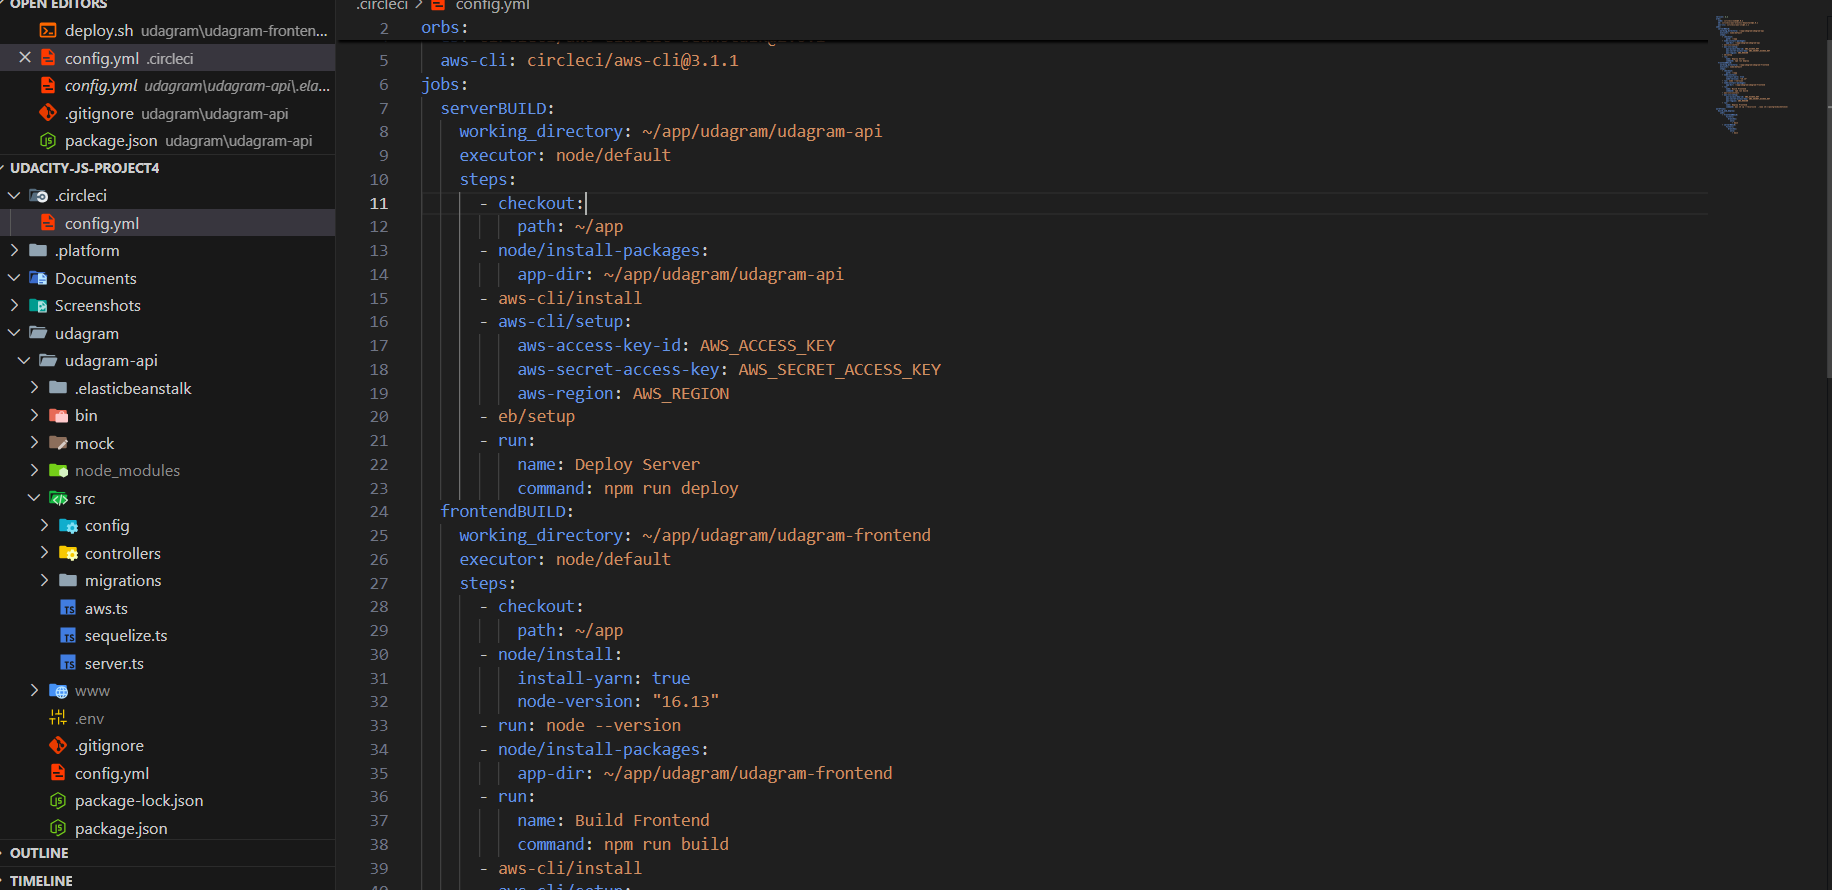 OPEN EDITORS
deploy.sh udagram\udagram-fronten...
config.yml .circleci
config.yml udagram\udagram-api\.ela...
.gitignore udagram\udagram-api
package.json udagram\udagram-api
UDACITY-JS-PROJECT4
.circleci
config.yml
.platform
Documents
Screenshots
udagram
udagram-api
.elasticbeanstalk
bin
mock
node_modules
src
config
controllers
migrations
TS aws.ts
TS sequelize.ts
TS server.ts
www
.env
.gitignore
config.yml
package-lock.json
package.json
OUTLINE
TIMELINE
.circleci > config.yml
2 orbs:
5 aws-cli: circleci/aws-cli@3.1.1
6 jobs:
7 serverBUILD:
8 working_directory: ~/app/udagram/udagram-api
9 executor: node/default
10 steps:
11 - checkout:
12 path: ~/app
13 - node/install-packages:
14 app-dir: ~/app/udagram/udagram-api
15 - aws-cli/install
16 - aws-cli/setup:
17 aws-access-key-id: AWS_ACCESS_KEY
18 aws-secret-access-key: AWS_SECRET_ACCESS_KEY
19 aws-region: AWS_REGION
20 - eb/setup
21 - run:
22 name: Deploy Server
23 command: npm run deploy
24 frontendBUILD:
25 working_directory: ~/app/udagram/udagram-frontend
26 executor: node/default
27 steps:
28 - checkout:
29 path: ~/app
30 - node/install:
31 install-yarn: true
32 node-version: "16.13"
33 - run: node --version
34 - node/install-packages:
35 app-dir: ~/app/udagram/udagram-frontend
36 - run:
37 name: Build Frontend
38 command: npm run build
39 - aws-cli/install
40 - aws-cli/setup: